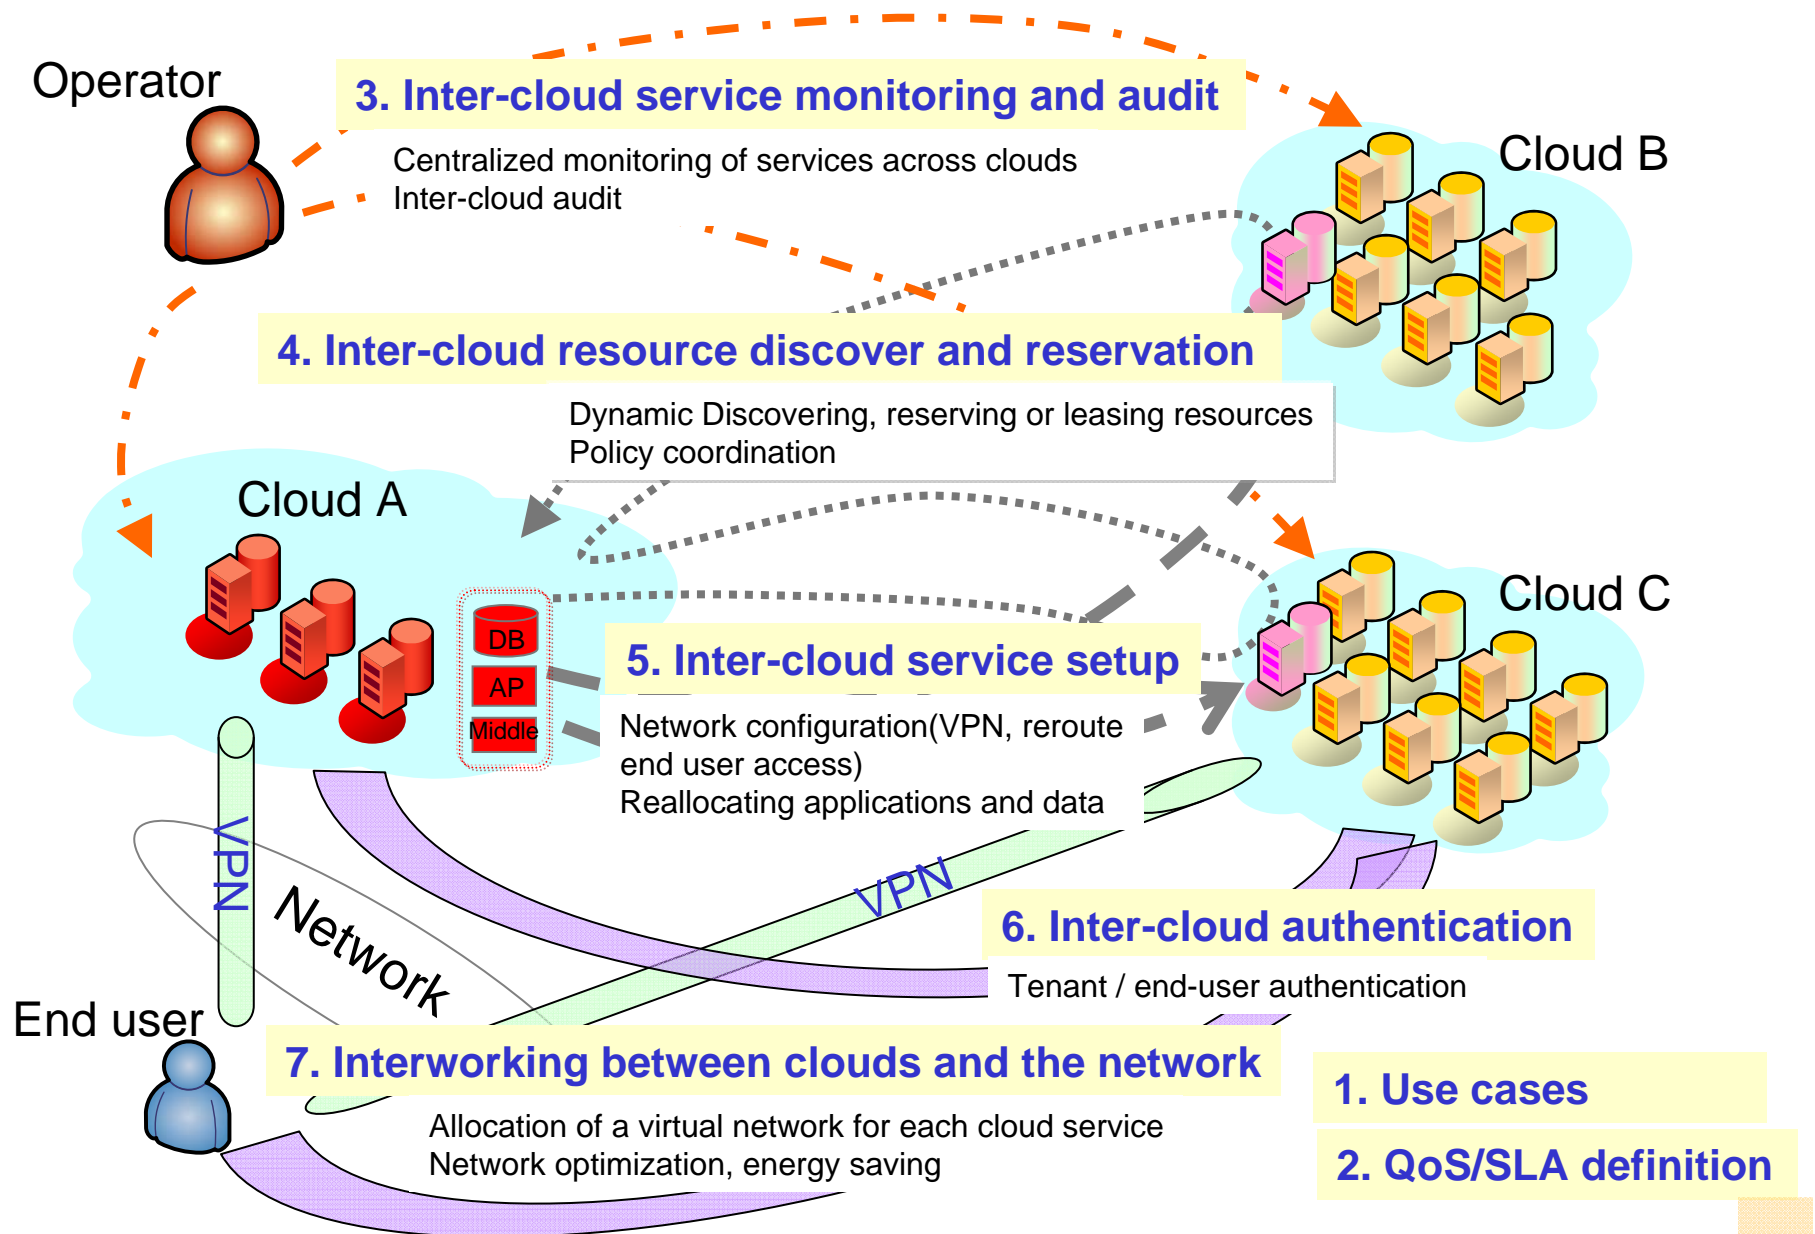 Operator
3. Inter-cloud service monitoring and audit
Centralized monitoring of services across clouds
Inter-cloud audit
Cloud B
4. Inter-cloud resource discover and reservation
Dynamic Discovering, reserving or leasing resources
Policy coordination
Cloud A
Cloud C
DB
AP
Middle
5. Inter-cloud service setup
Network configuration(VPN, reroute
end user access)
Reallocating applications and data
VPN
VPN
Network
6. Inter-cloud authentication
Tenant / end-user authentication
End user
7. Interworking between clouds and the network
Allocation of a virtual network for each cloud service
Network optimization, energy saving
1. Use cases
2. QoS/SLA definition